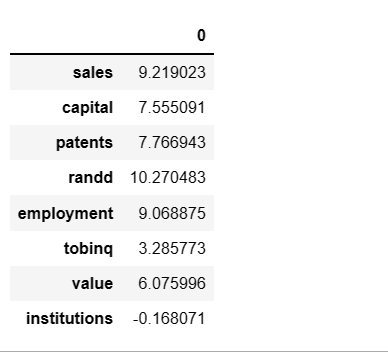 0
sales 9.219023
capital 7.555091
patents 7.766943
randd 10.270483
employment 9.068875
tobinq 3.285773
value 6.075996
institutions -0.168071